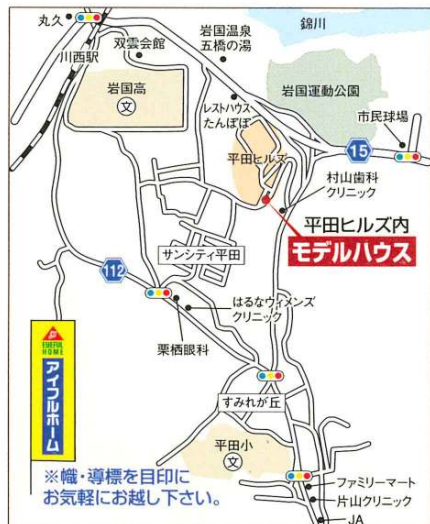 丸久
川西駅
双雲会館
岩国温泉
五橋の湯
錦川
岩国高
文
岩国運動公園
レストハウス
たんぽぽ
市民球場
平田ヒルズ
15
村山歯科
クリニック
平田ヒルズ内
モデルハウス
サンシティ平田
112
はるなウィメンズ
クリニック
栗栖眼科
EYEFUL
HOME
アイフルホーム
すみれが丘
平田小
文
※幟・導標を目印に
お気軽にお越し下さい。
ファミリーマート
片山クリニック
JA